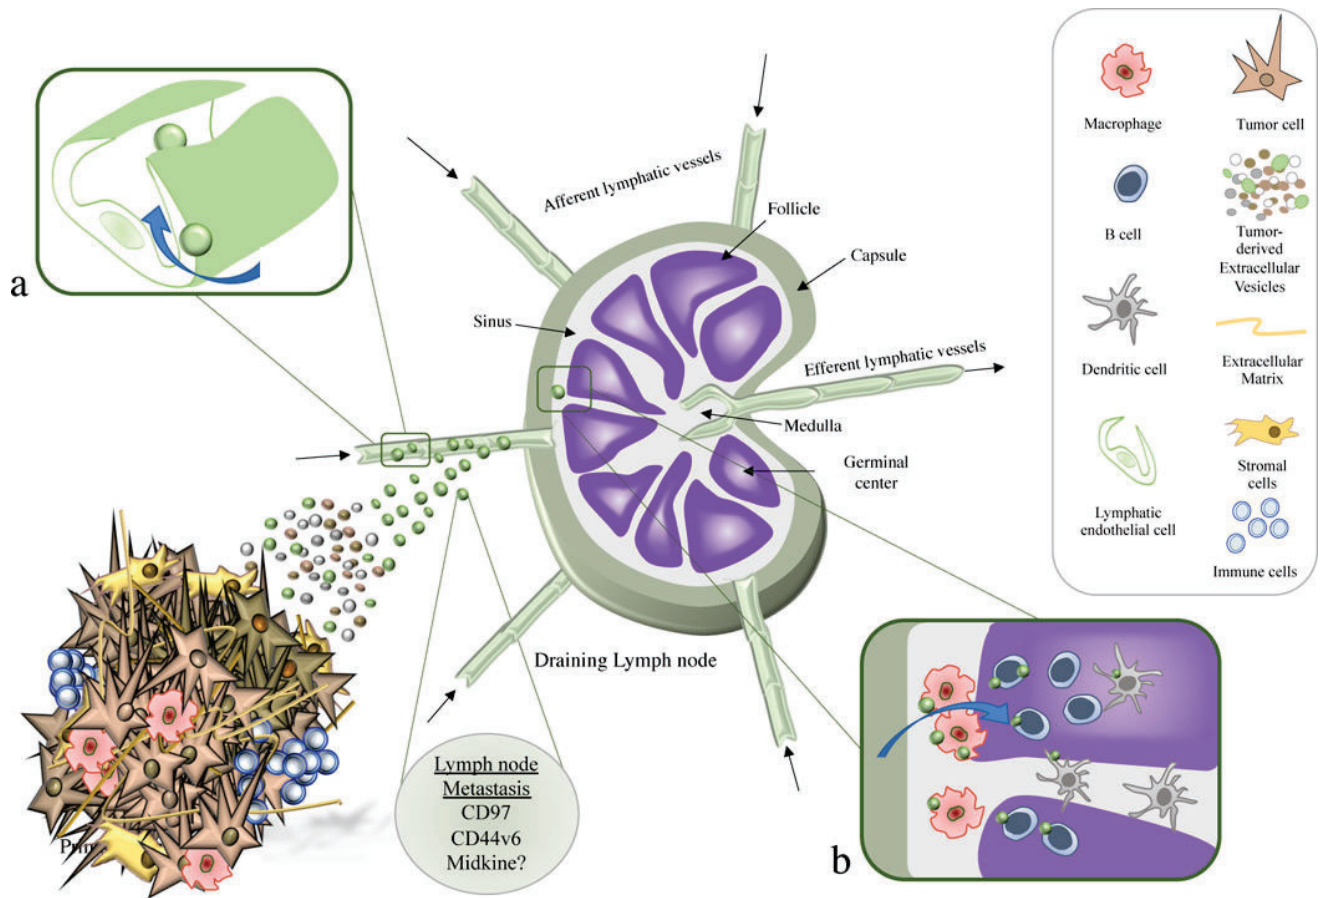 a
Afferent lymphatic vessels
Follicle
Capsule
Sinus
Efferent lymphatic vessels
Medulla
Germinal
center
Draining Lymph node
Lymph node
Metastasis
CD97
CD44v6
Midkine?
b
Macrophage
Tumor cell
B cell
Tumor-
derived
Extracellular
Vesicles
Dendritic cell
Extracellular
Matrix
Lymphatic
endothelial cell
Stromal
cells
Immune cells